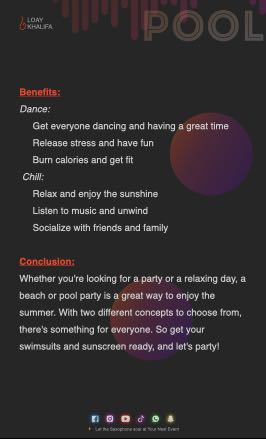 LOAY
KHALIFA
POOL
Benefits:
Dance:
Get everyone dancing and having a great time
Release stress and have fun
Burn calories and get fit
Chill:
Relax and enjoy the sunshine
Listen to music and unwind
Socialize with friends and family
Conclusion:
Whether you're looking for a party or a relaxing day, a
beach or pool party is a great way to enjoy the
summer. With two different concepts to choose from,
there's something for everyone. So get your
swimsuits and sunscreen ready, and let's party!
Let the Saxophone soar at Your Next Event